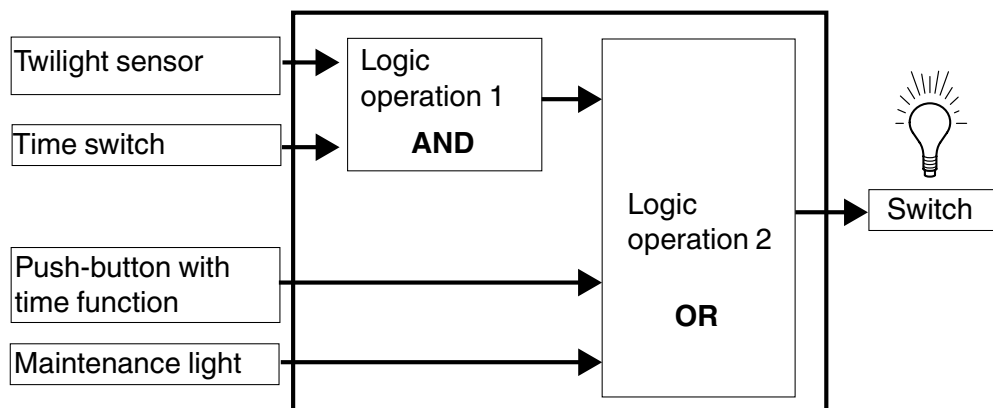 Twilight sensor
Time switch
Logic
operation 1
AND
Push-button with
time function
Maintenance light
Logic
operation 2
OR
Switch